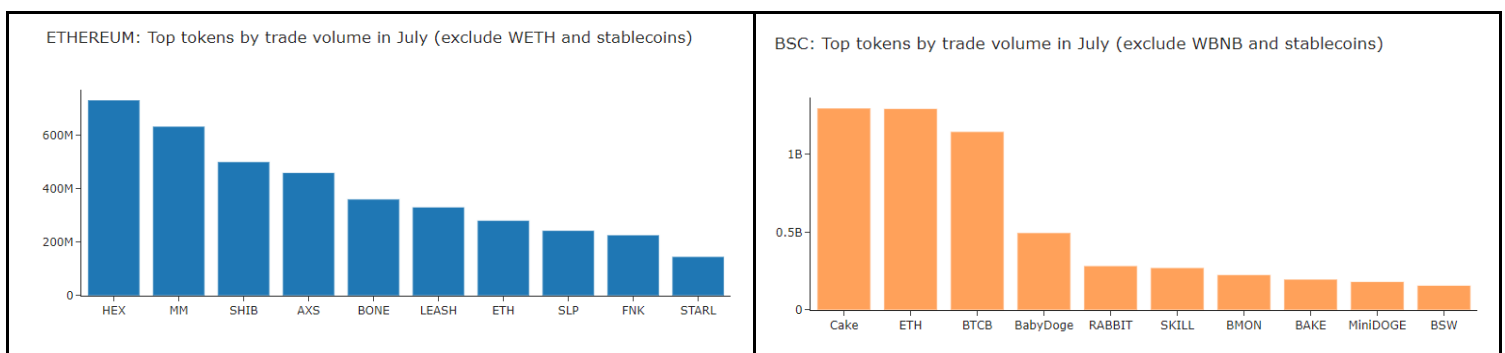 ETHEREUM: Top tokens by trade volume in July (exclude WETH and stablecoins)
600M
400M
200M
0
HEX MM SHIB AXS BONE LEASH ETH SLP FNK STARL
BSC: Top tokens by trade volume in July (exclude WBNB and stablecoins)
1B
0.5B
0
Cake ETH BTCB BabyDoge RABBIT SKILL BMON BAKE MiniDOGE BSW